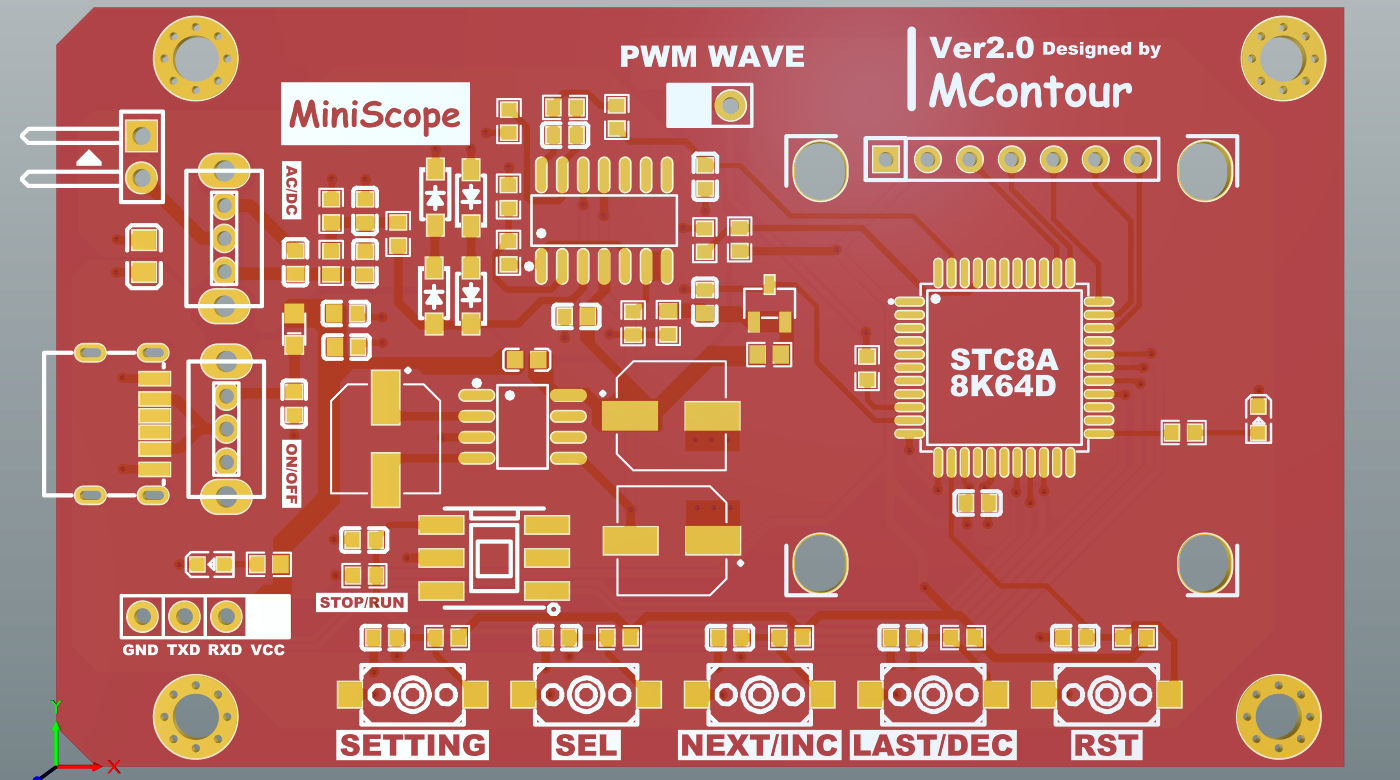 PWM WAVE
Ver2.0 Designed by
MContour
MiniScope
AC/DC
STC8A
8K64D
ON/OFF
STOP/RUN
GND TXD RXD VCC
SETTING
SEL
NEXT/INC
LAST/DEC
RST
Y
X